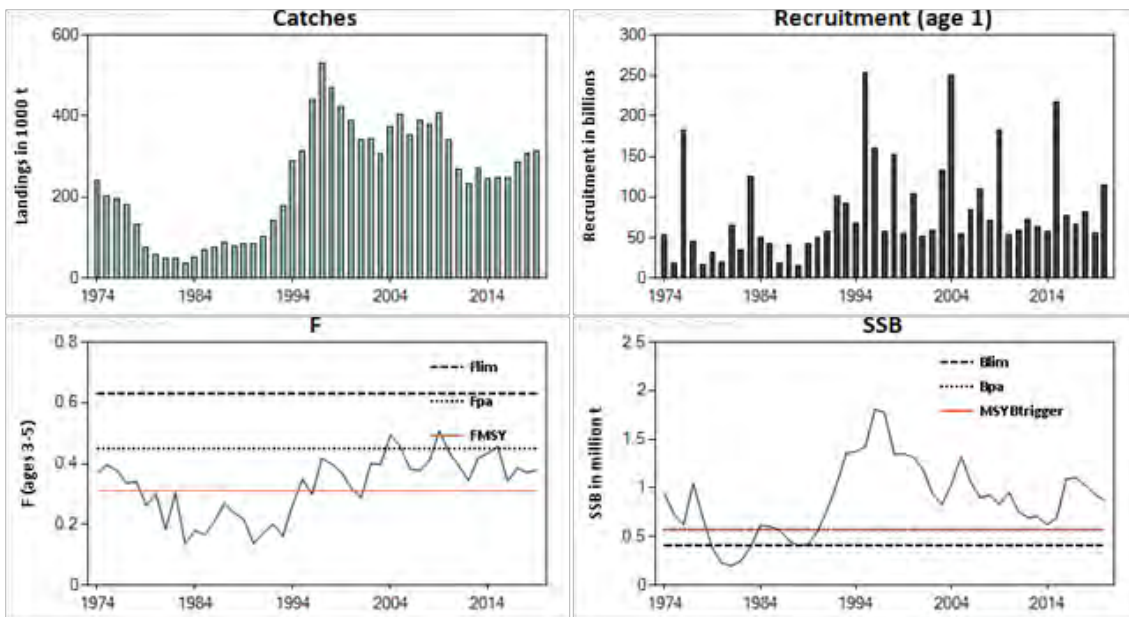 Catches
Landings in 1000 t
600
400
200
0
1974 1984 1994 2004 2014
Recruitment (age 1)
Recruitment in billions
300
250
200
150
100
50
0
1974 1984 1994 2004 2014
F
F (ages 3-5)
0.8
0.6
0.4
0.2
0
Flim
Fpa
FMSY
1974 1984 1994 2004 2014
SSB
SSB in million t
2.5
2
1.5
1
0.5
0
Blim
Bpa
MSYBtrigger
1974 1984 1994 2004 2014